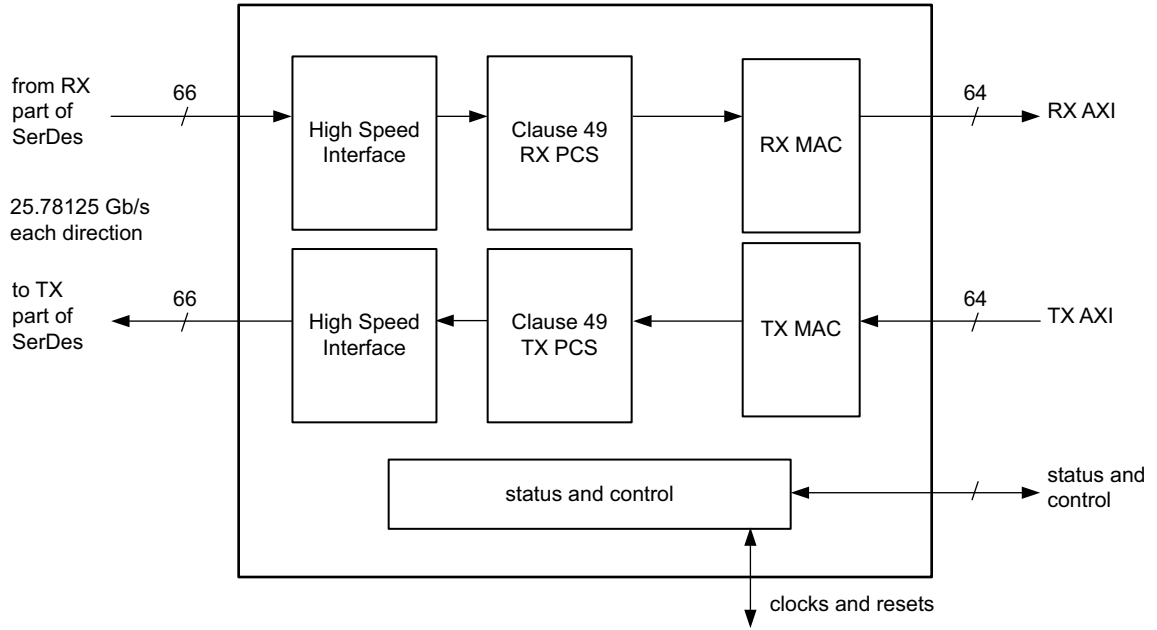 from RX
part of
SerDes
66
High Speed
Interface
Clause 49
RX PCS
RX MAC
64
RX AXI
25.78125 Gb/s
each direction
to TX
part of
SerDes
66
High Speed
Interface
Clause 49
TX PCS
TX MAC
64
TX AXI
status and control
status and
control
clocks and resets